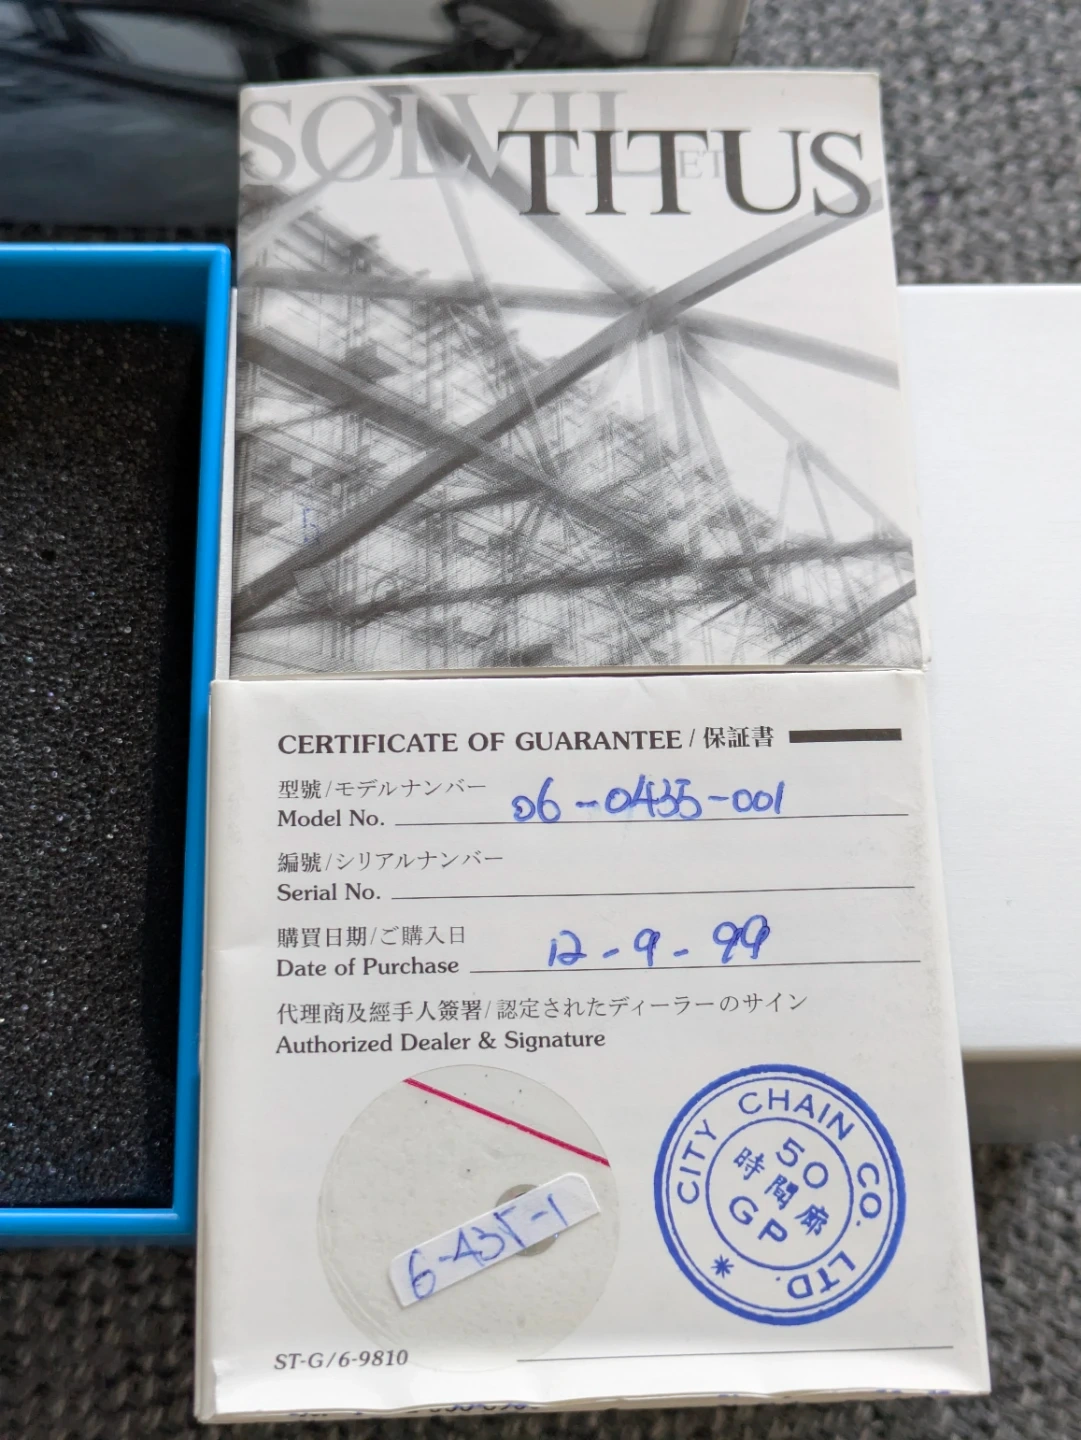 SOLVIL ET TITUS
CERTIFICATE OF GUARANTEE / 保証書
型號/モデルナンバー
Model No. 06-0435-001
編號/シリアルナンバー
Serial No.
購買日期/ご購入日
Date of Purchase 12-9-99
代理商及經手人簽署/認定されたディーラーのサイン
Authorized Dealer & Signature
6-435-1
CITY CHAIN CO. LTD. *
50
時間廊
GP
ST-G/6-9810